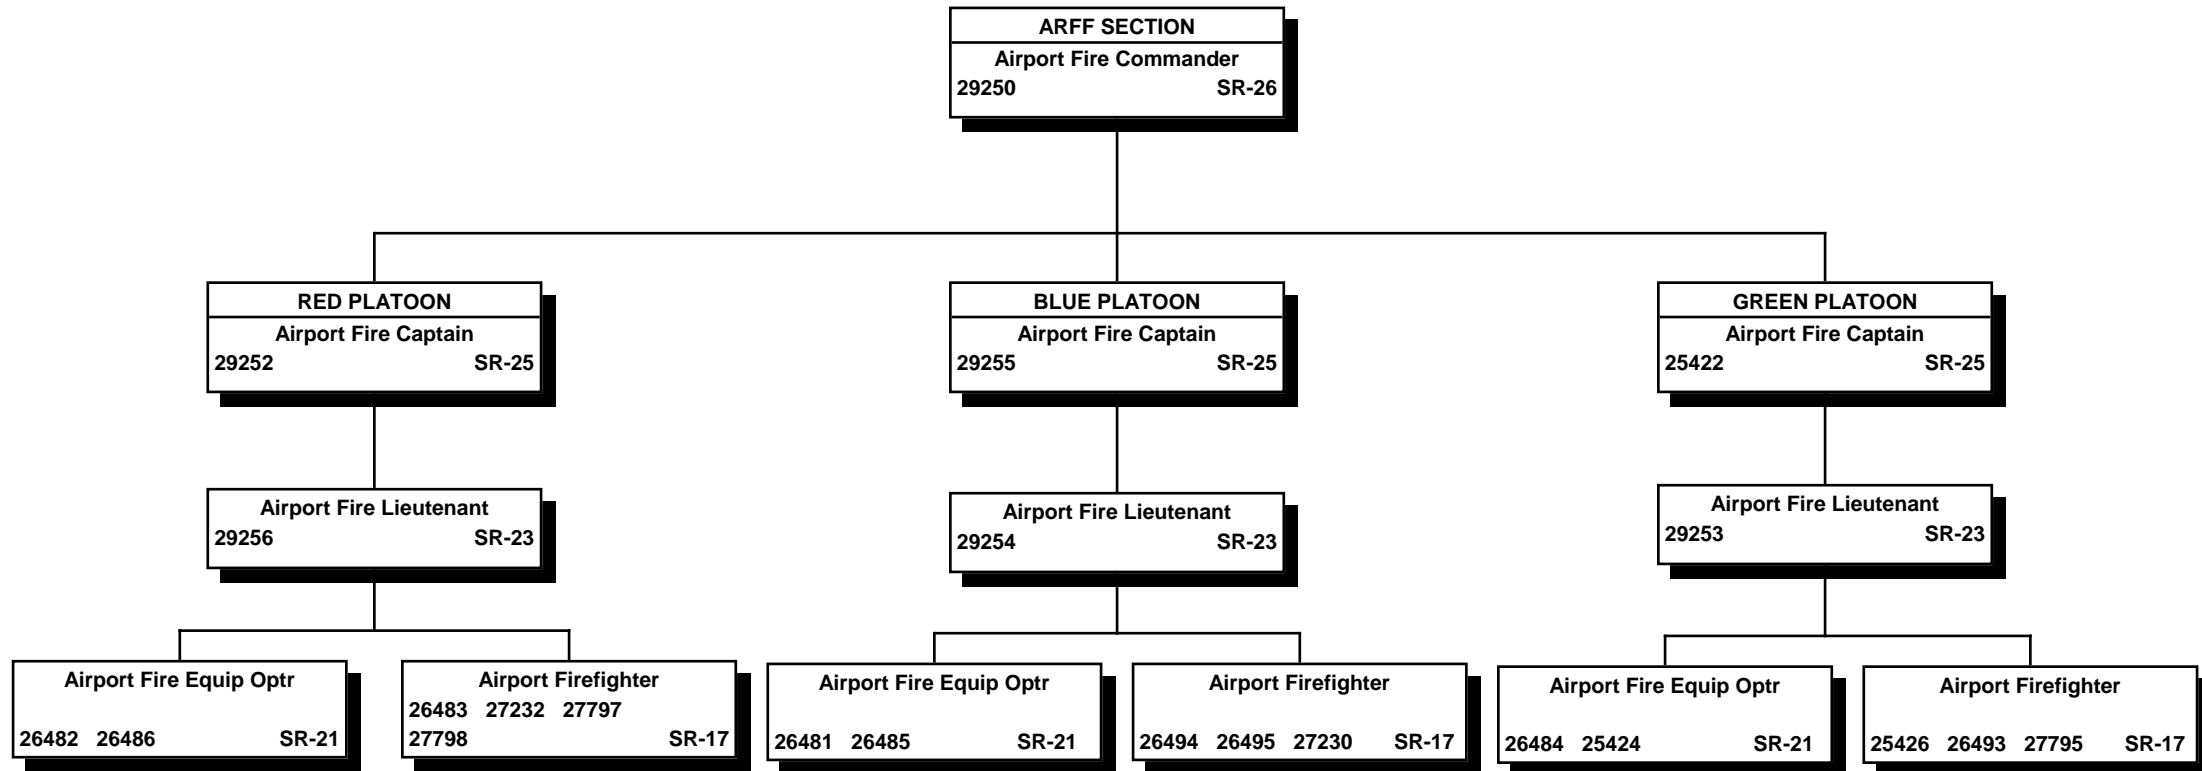 ARFF SECTION
Airport Fire Commander
29250 SR-26
RED PLATOON
Airport Fire Captain
29252 SR-25
BLUE PLATOON
Airport Fire Captain
29255 SR-25
GREEN PLATOON
Airport Fire Captain
25422 SR-25
Airport Fire Lieutenant
29256 SR-23
Airport Fire Lieutenant
29254 SR-23
Airport Fire Lieutenant
29253 SR-23
Airport Fire Equip Optr
26482 26486 SR-21
Airport Firefighter
26483 27232 27797
27798 SR-17
Airport Fire Equip Optr
26481 26485 SR-21
Airport Firefighter
26494 26495 27230 SR-17
Airport Fire Equip Optr
26484 25424 SR-21
Airport Firefighter
25426 26493 27795 SR-17